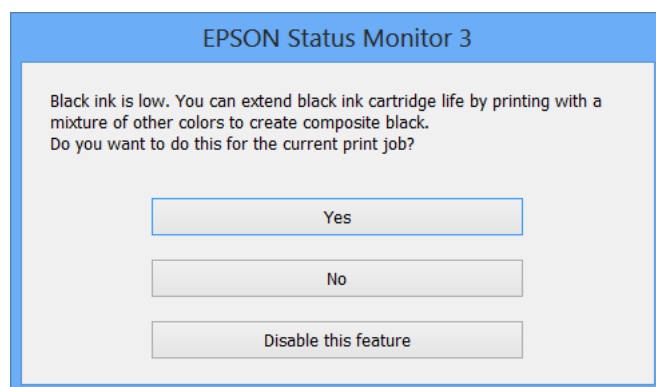 EPSON Status Monitor 3
Black ink is low. You can extend black ink cartridge life by printing with a
mixture of other colors to create composite black.
Do you want to do this for the current print job?
Yes
No
Disable this feature